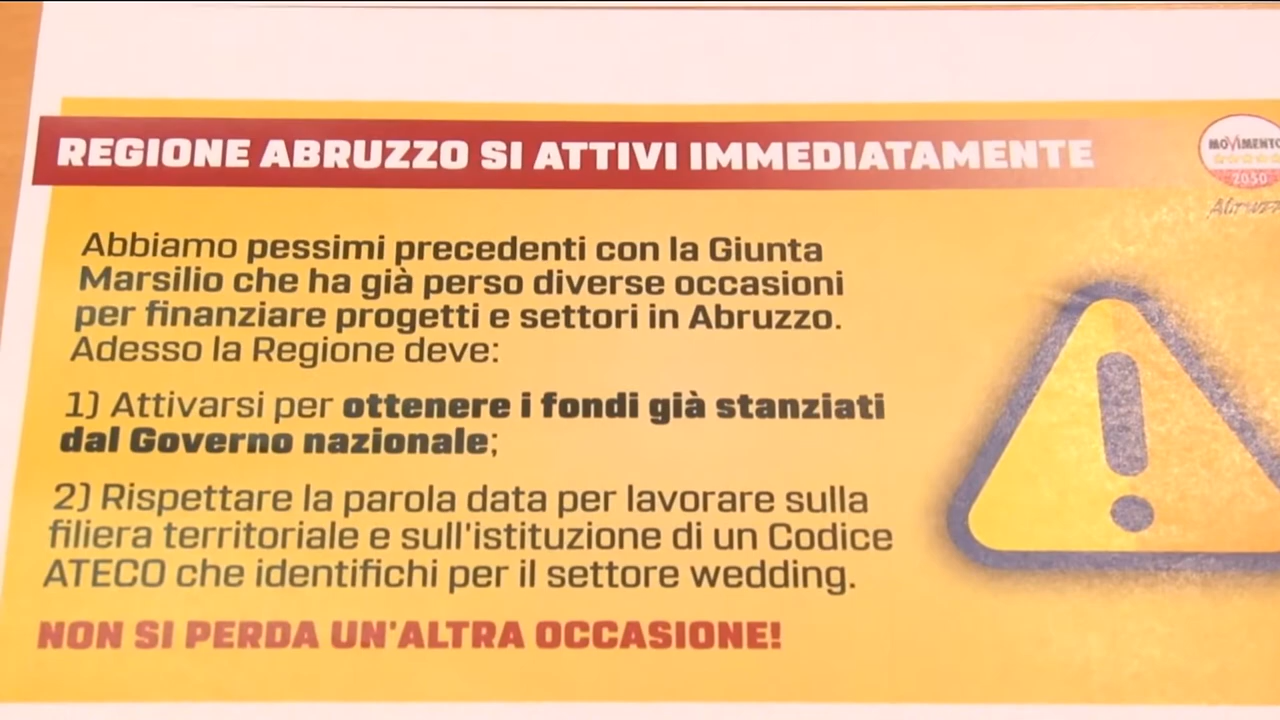 REGIONE ABRUZZO SI ATTIVI IMMEDIATAMENTE
MOVIMENTO
2050
Abbiamo pessimi precedenti con la Giunta
Marsilio che ha già perso diverse occasioni
per finanziare progetti e settori in Abruzzo.
Adesso la Regione deve:
1) Attivarsi per ottenere i fondi già stanziati
dal Governo nazionale;
2) Rispettare la parola data per lavorare sulla
filiera territoriale e sull'istituzione di un Codice
ATECO che identifichi per il settore wedding.
NON SI PERDA UN'ALTRA OCCASIONE!